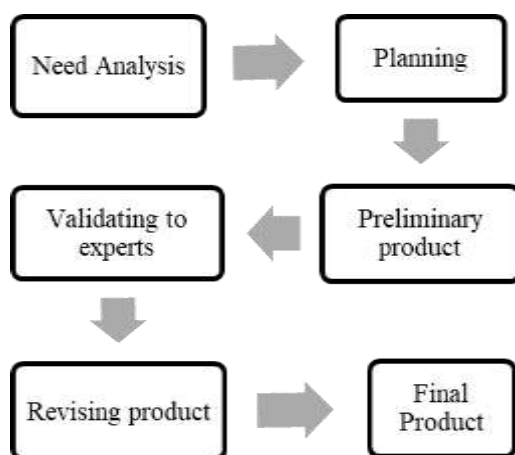 Need Analysis
Planning
Preliminary
product
Validating to
experts
Revising product
Final
Product